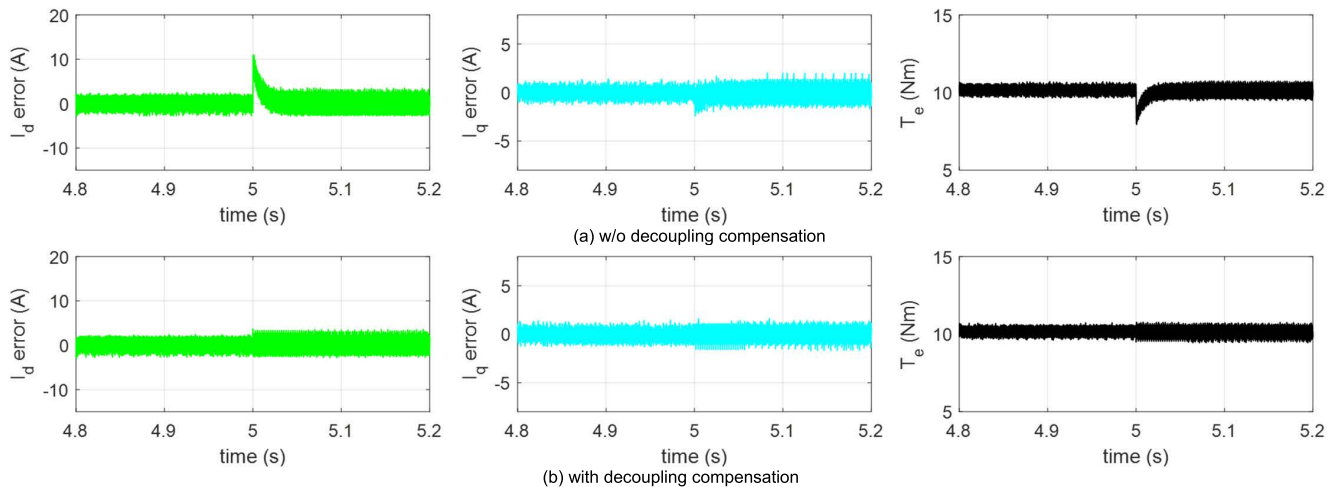 I_d error (A)
20
10
0
-10
4.8 4.9 5 5.1 5.2
time (s)
I_q error (A)
5
0
-5
4.8 4.9 5 5.1 5.2
time (s)
T_e (Nm)
15
10
5
4.8 4.9 5 5.1 5.2
time (s)
(a) w/o decoupling compensation
I_d error (A)
20
10
0
-10
4.8 4.9 5 5.1 5.2
time (s)
I_q error (A)
5
0
-5
4.8 4.9 5 5.1 5.2
time (s)
T_e (Nm)
15
10
5
4.8 4.9 5 5.1 5.2
time (s)
(b) with decoupling compensation